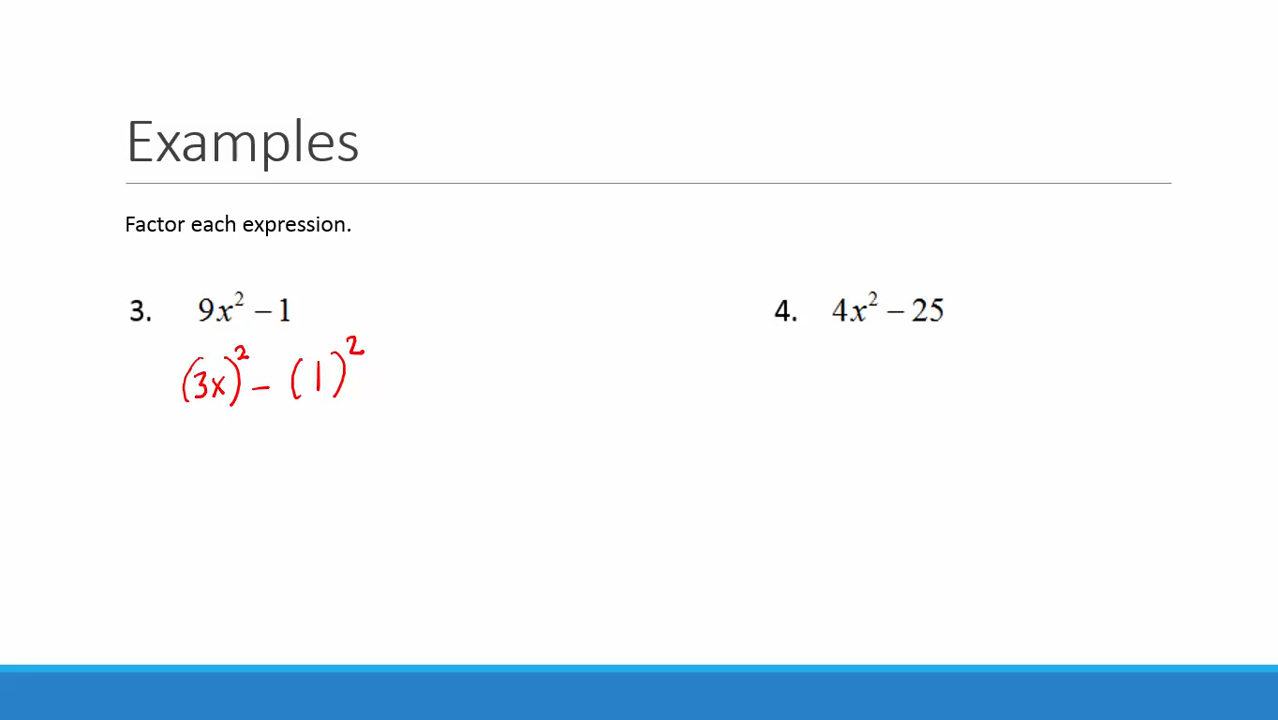 Examples
Factor each expression.
3. 9x² − 1
(3x)² − (1)²
4. 4x² − 25